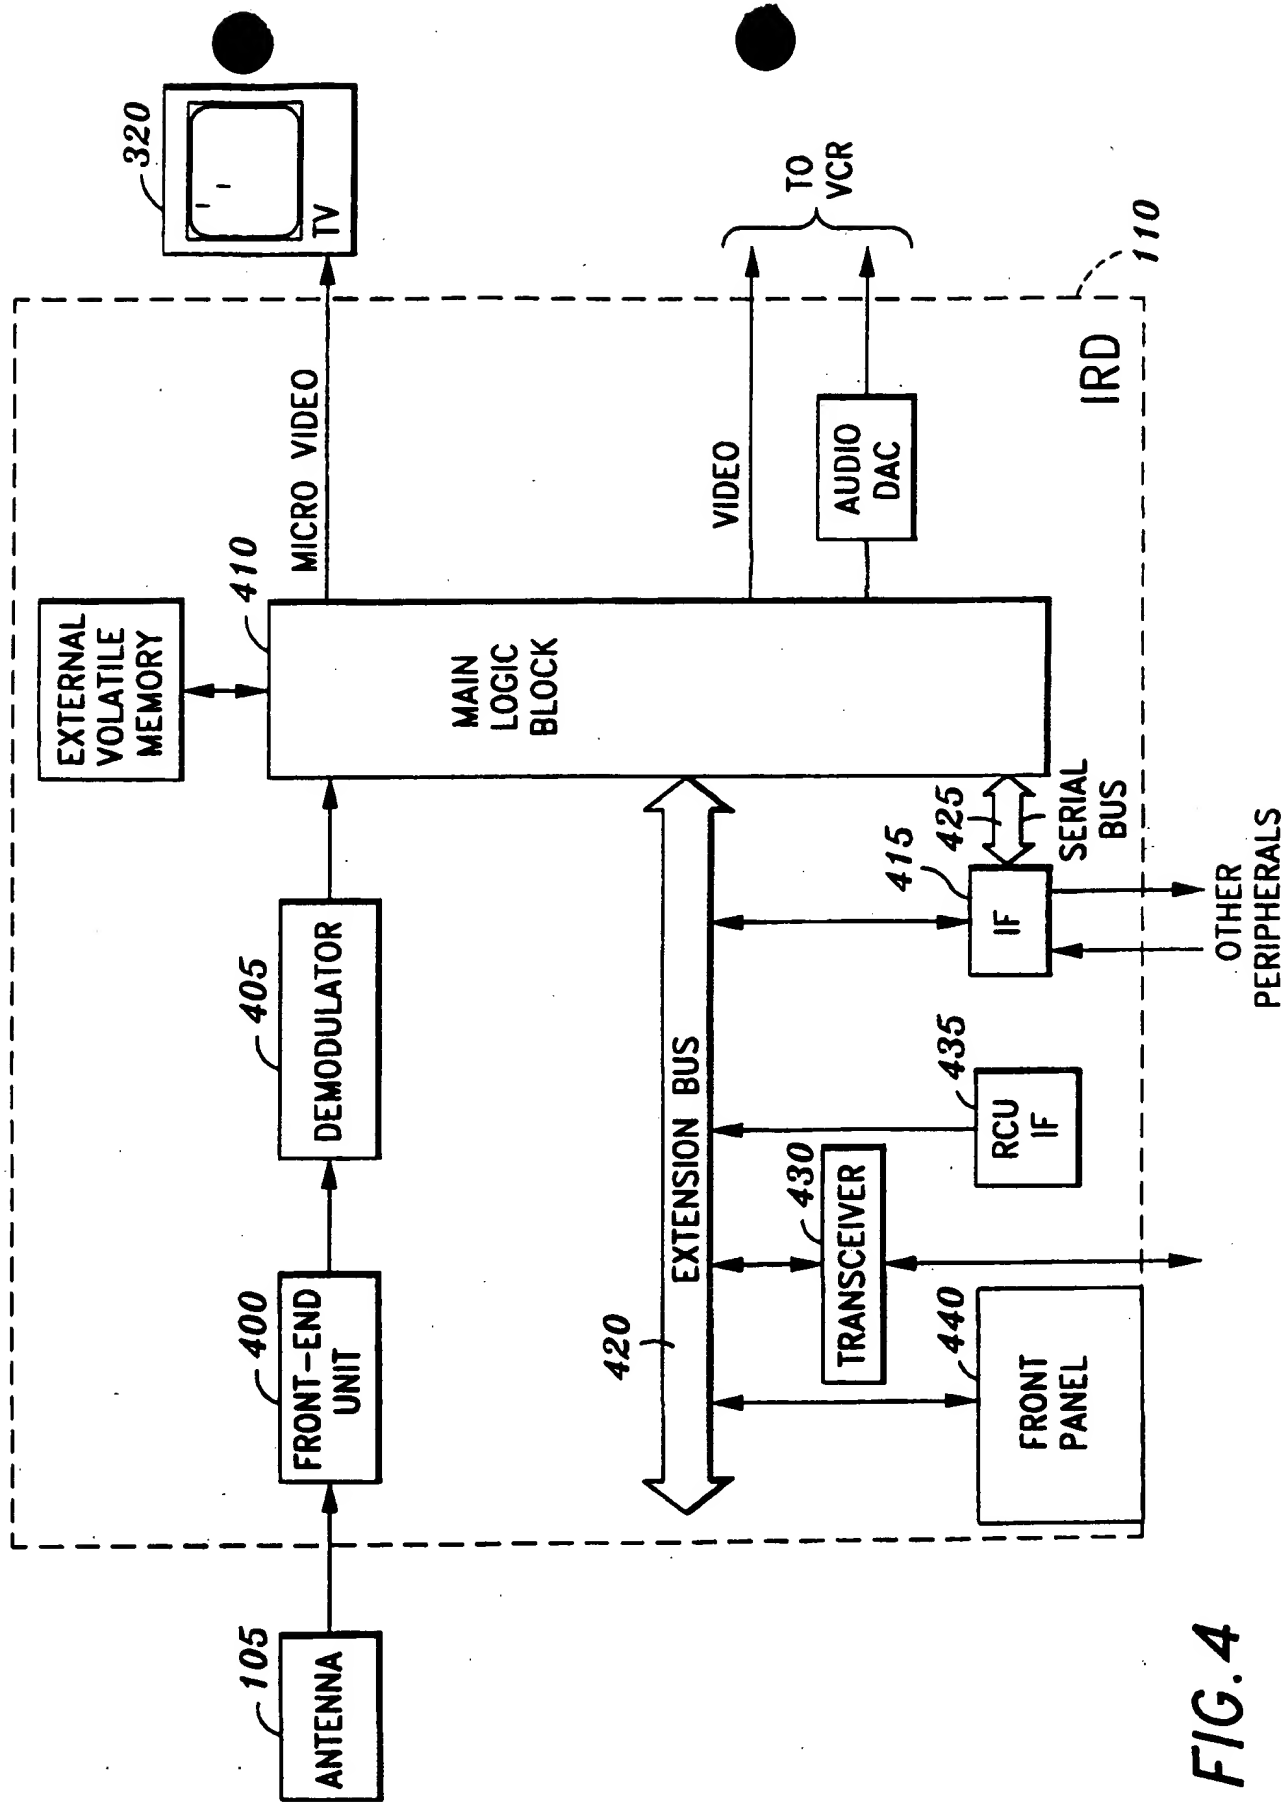 320
TV
TO
VCR
110
IRD
MICRO VIDEO
VIDEO
AUDIO
DAC
EXTERNAL
VOLATILE
MEMORY
410
MAIN
LOGIC
BLOCK
425
SERIAL
BUS
415
IF
OTHER
PERIPHERALS
405
DEMODULATOR
EXTENSION BUS
420
435
RCU
IF
430
TRANSCEIVER
400
FRONT-END
UNIT
440
FRONT
PANEL
105
ANTENNA
FIG. 4